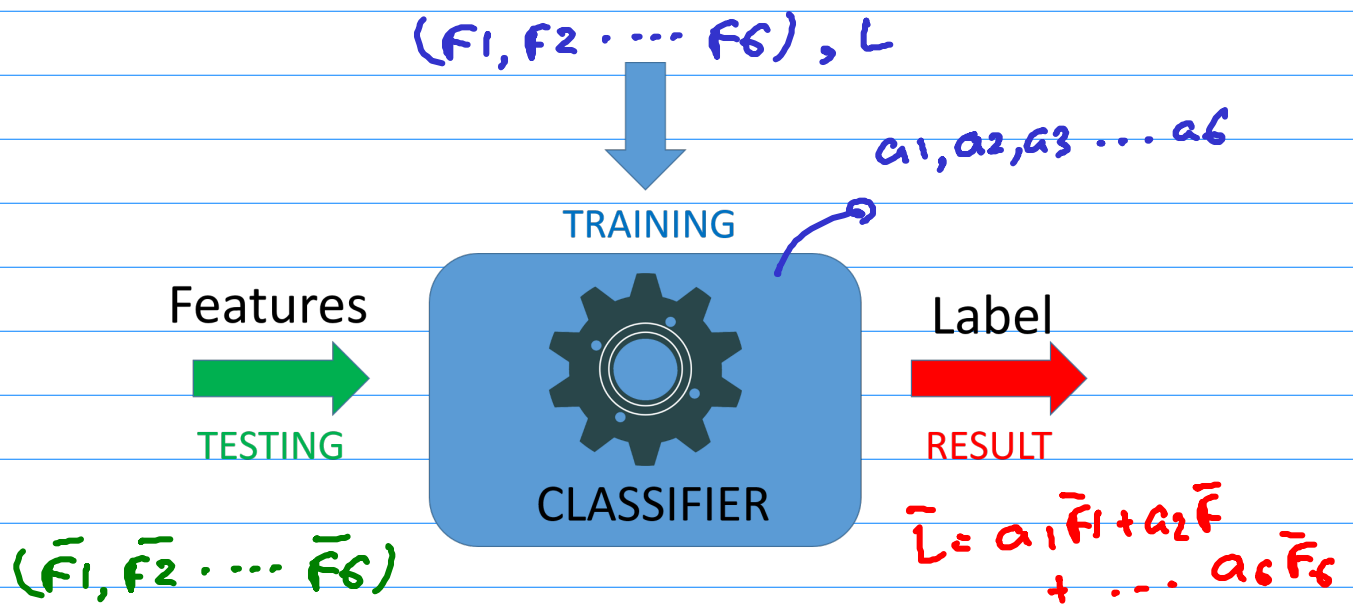 (F1, F2 ..... F6), L
a1, a2, a3 .... a6
TRAINING
Features
Label
TESTING
RESULT
CLASSIFIER
(F̄1, F̄2 ..... F̄6)
L̄ = a1F̄1 + a2F̄
+ .... a6F̄6